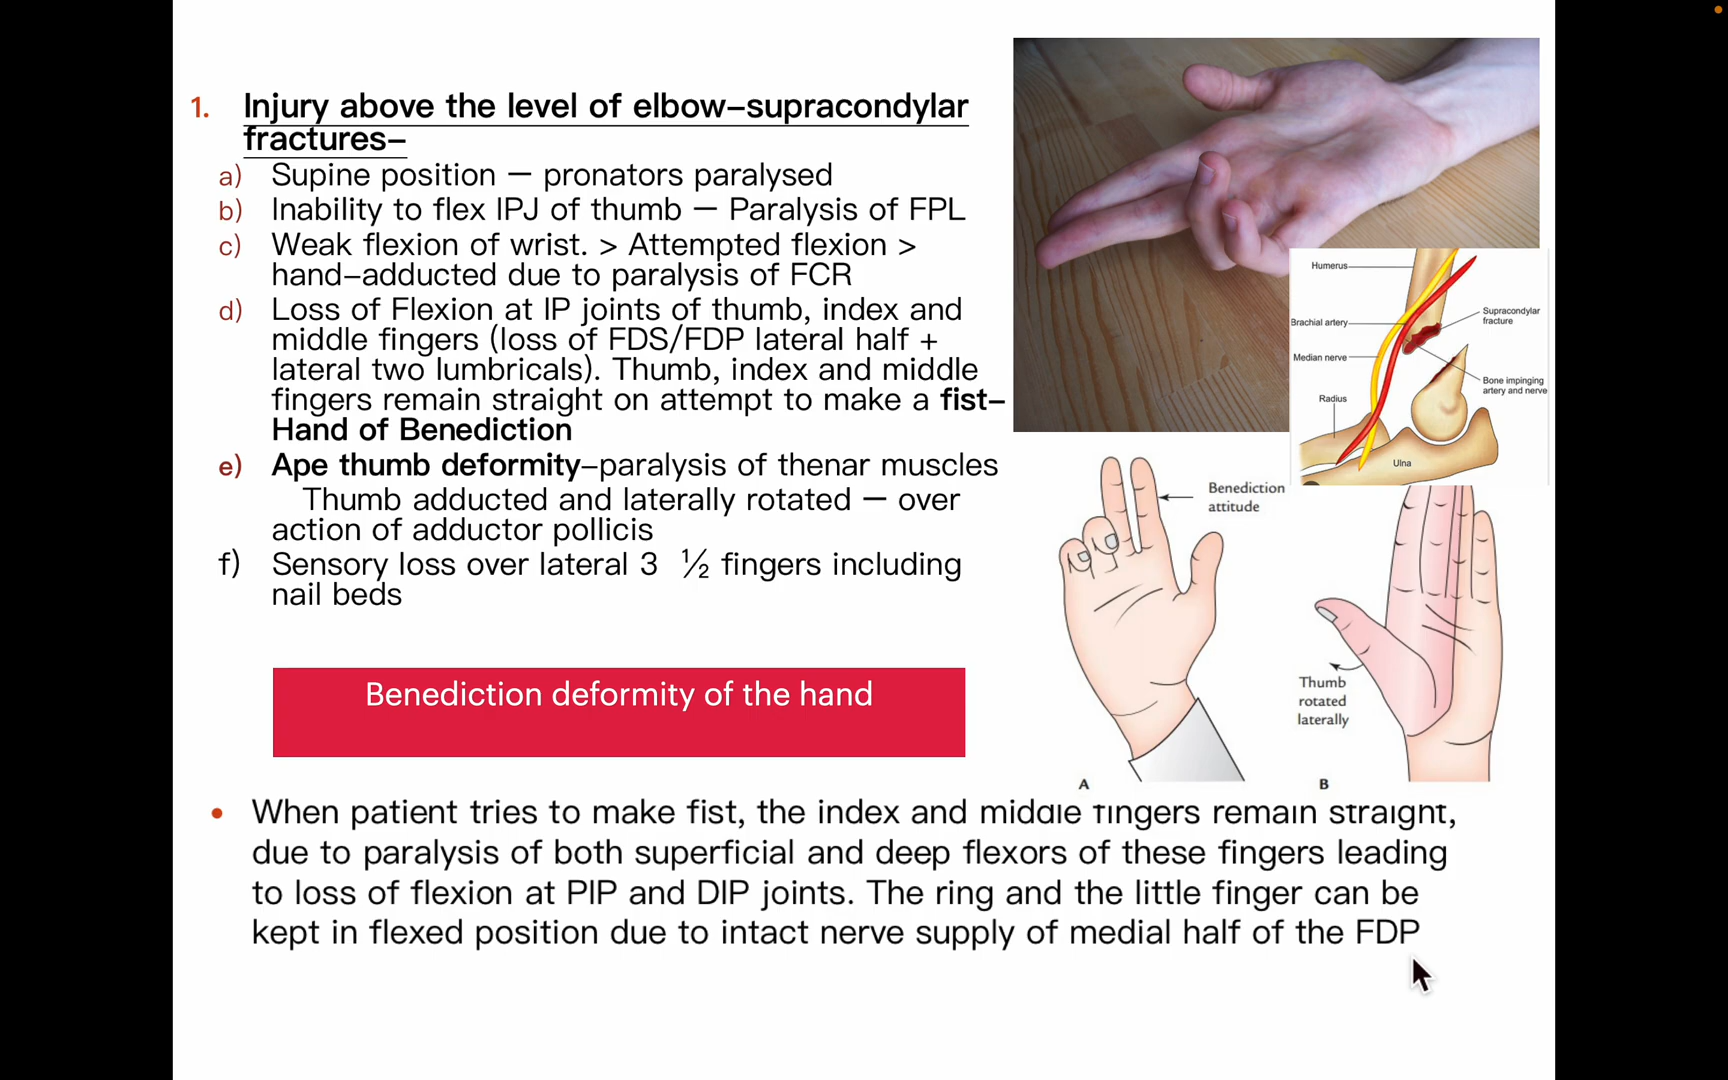 1. Injury above the level of elbow–supracondylar
fractures–
a) Supine position — pronators paralysed
b) Inability to flex IPJ of thumb — Paralysis of FPL
c) Weak flexion of wrist. > Attempted flexion >
hand–adducted due to paralysis of FCR
d) Loss of Flexion at IP joints of thumb, index and
middle fingers (loss of FDS/FDP lateral half +
lateral two lumbricals). Thumb, index and middle
fingers remain straight on attempt to make a fist–
Hand of Benediction
e) Ape thumb deformity–paralysis of thenar muscles
Thumb adducted and laterally rotated — over
action of adductor pollicis
f) Sensory loss over lateral 3 ½ fingers including
nail beds
Benediction deformity of the hand
Humerus
Supracondylar
fracture
Brachial artery
Median nerve
Bone impinging
artery and nerve
Radius
Ulna
Benediction
attitude
Thumb
rotated
laterally
A
B
• When patient tries to make fist, the index and middle fingers remain straight,
due to paralysis of both superficial and deep flexors of these fingers leading
to loss of flexion at PIP and DIP joints. The ring and the little finger can be
kept in flexed position due to intact nerve supply of medial half of the FDP